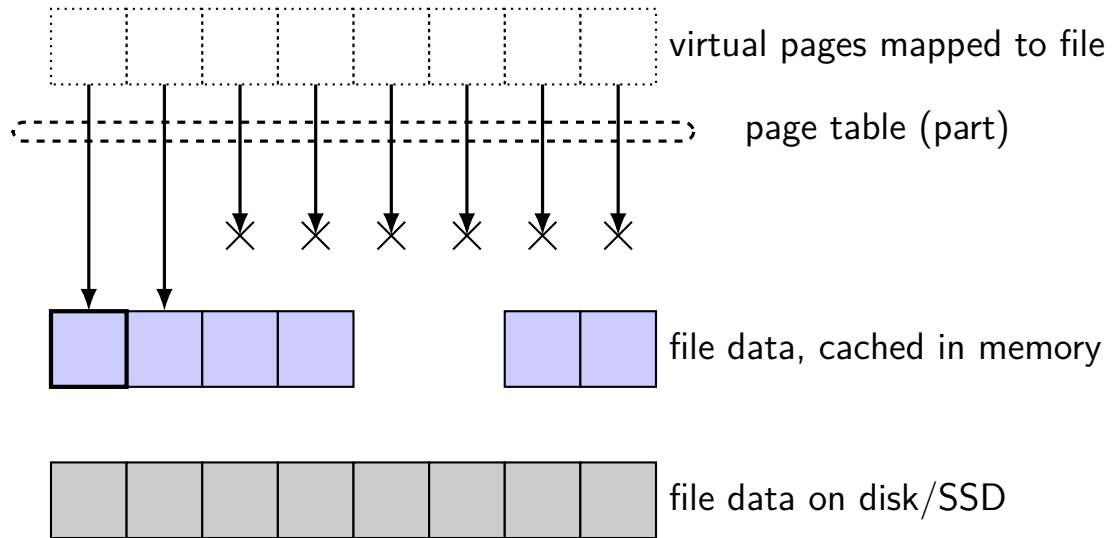 virtual pages mapped to file
page table (part)
file data, cached in memory
file data on disk/SSD